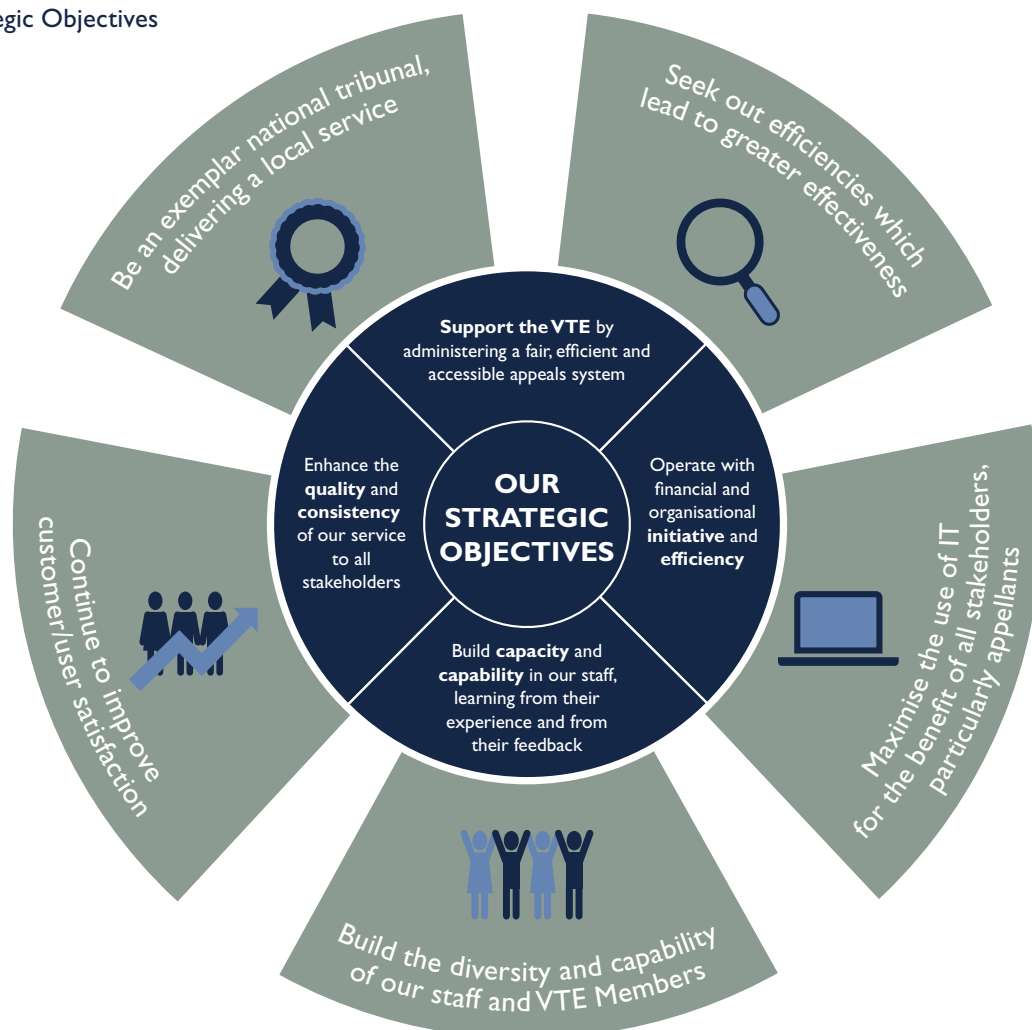 egic Objectives
Be an exemplar national tribunal,
delivering a local service
Seek out efficiencies which
lead to greater effectiveness
Support the VTE by
administering a fair, efficient and
accessible appeals system
Enhance the
quality and
consistency
of our service
to all
stakeholders
OUR
STRATEGIC
OBJECTIVES
Operate with
financial and
organisational
initiative and
efficiency
Build capacity and
capability in our staff,
learning from their
experience and from
their feedback
Continue to improve
customer/user satisfaction
Maximise the use of IT
for the benefit of all stakeholders,
particularly appellants
Build the diversity and capability
of our staff and VTE Members